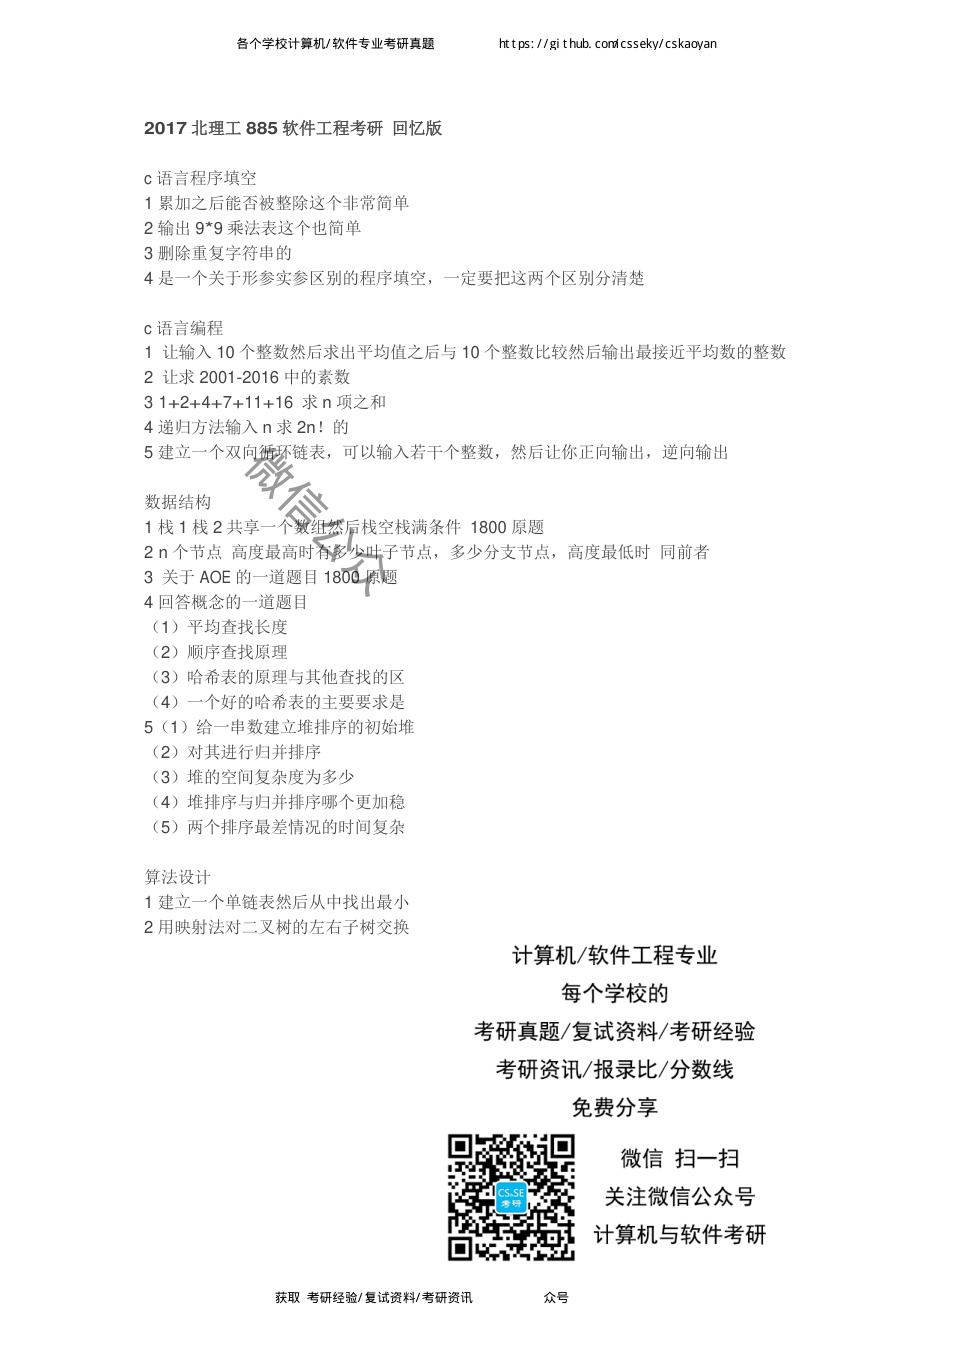 各个学校计算机/软件专业考研真题 https://github.com/csseky/cskaoyan
2017 北理工 885 软件工程考研 回忆版
c 语言程序填空
1 累加之后能否被整除这个非常简单
2 输出 9*9 乘法表这个也简单
3 删除重复字符串的
4 是一个关于形参实参区别的程序填空，一定要把这两个区别分清楚
c 语言编程
1 让输入 10 个整数然后求出平均值之后与 10 个整数比较然后输出最接近平均数的整数
2 让求 2001-2016 中的素数
3 1+2+4+7+11+16 求 n 项之和
4 递归方法输入 n 求 2n！的
5 建立一个双向循环链表，可以输入若干个整数，然后让你正向输出，逆向输出
数据结构
1 栈 1 栈 2 共享一个数组然后栈空栈满条件 1800 原题
2 n 个节点 高度最高时有多少叶子节点，多少分支节点，高度最低时 同前者
3 关于 AOE 的一道题目 1800 原题
4 回答概念的一道题目
（1）平均查找长度
（2）顺序查找原理
（3）哈希表的原理与其他查找的区
（4）一个好的哈希表的主要要求是
5（1）给一串数建立堆排序的初始堆
（2）对其进行归并排序
（3）堆的空间复杂度为多少
（4）堆排序与归并排序哪个更加稳
（5）两个排序最差情况的时间复杂
算法设计
1 建立一个单链表然后从中找出最小
2 用映射法对二叉树的左右子树交换
微信公众
计算机/软件工程专业
每个学校的
考研真题/复试资料/考研经验
考研资讯/报录比/分数线
免费分享
CS&SE
考研
微信 扫一扫
关注微信公众号
计算机与软件考研
获取 考研经验/复试资料/考研资讯 众号